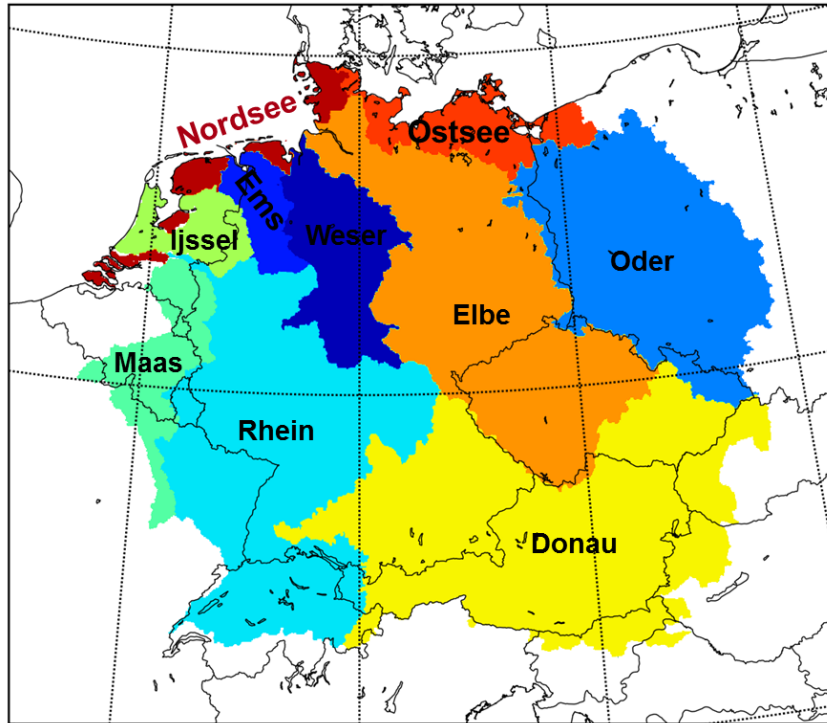 Nordsee
Ostsee
Ems
Ijssel
Weser
Oder
Elbe
Maas
Rhein
Donau